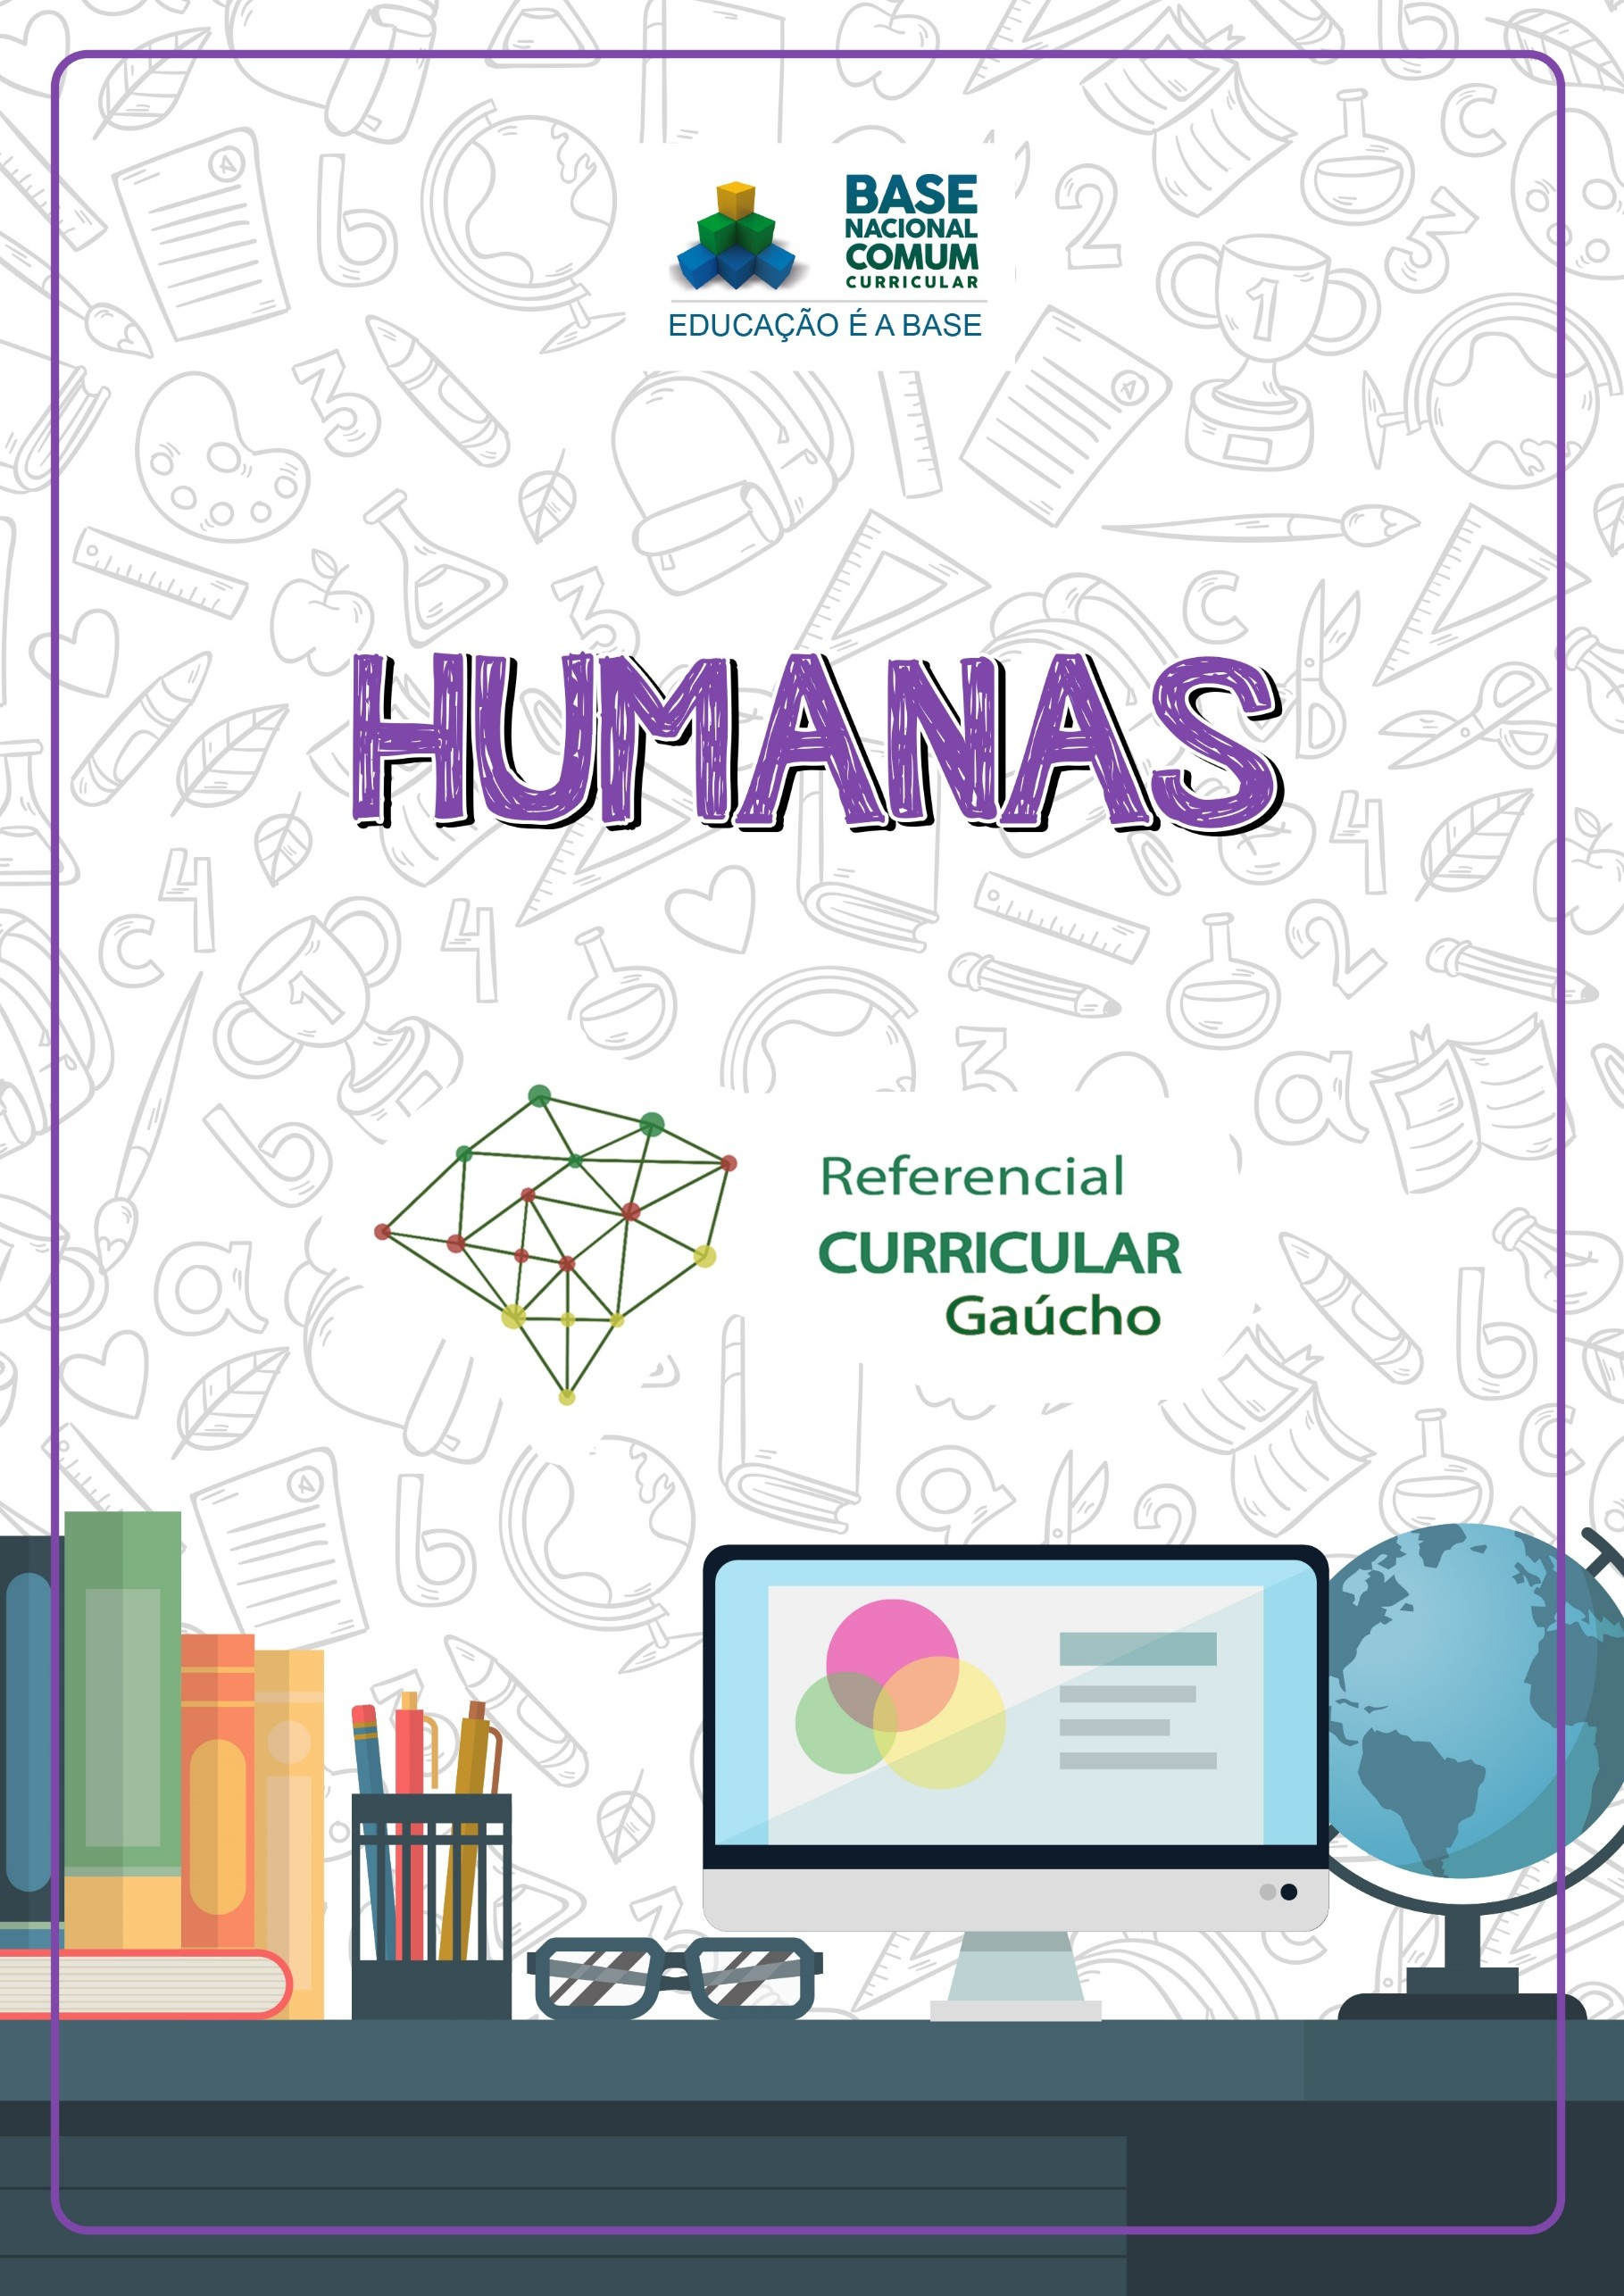 BASE
NACIONAL
COMUM
CURRICULAR
EDUCAÇÃO É A BASE
HUMANAS
Referencial
CURRICULAR
Gaúcho